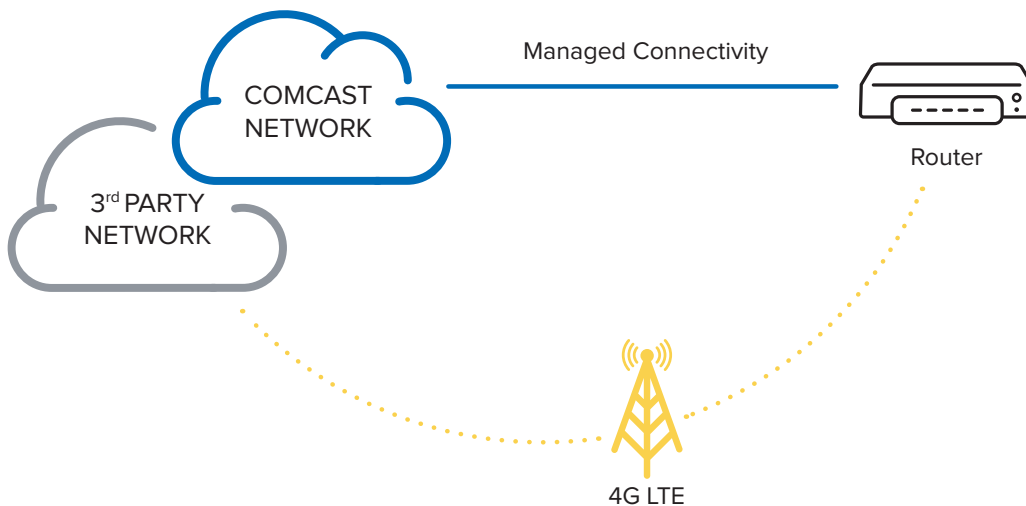 Managed Connectivity
COMCAST
NETWORK
Router
3rd PARTY
NETWORK
4G LTE